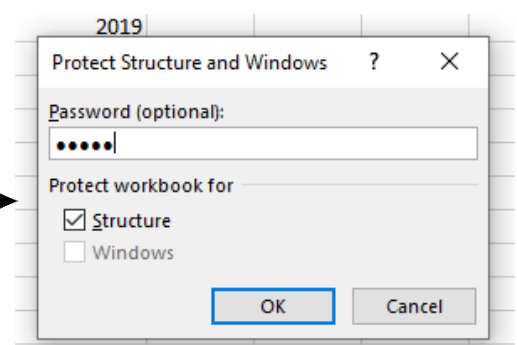 2019
Protect Structure and Windows ? ×
Password (optional):
•••••
Protect workbook for
Structure
Windows
OK Cancel